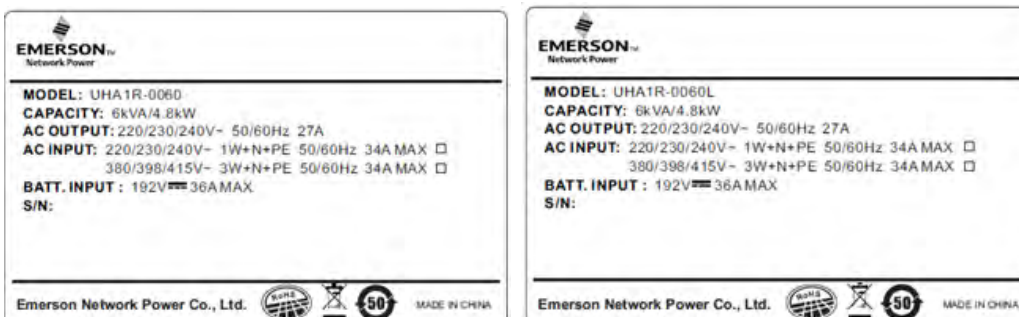 EMERSON™
Network Power
MODEL: UHA1R-0060
CAPACITY: 6kVA/4.8kW
AC OUTPUT: 220/230/240V~ 50/60Hz 27A
AC INPUT: 220/230/240V~ 1W+N+PE 50/60Hz 34A MAX □
380/398/415V~ 3W+N+PE 50/60Hz 34A MAX □
BATT. INPUT : 192V⎓36A MAX
S/N:
Emerson Network Power Co., Ltd.
RoHS
50
MADE IN CHINA
EMERSON™
Network Power
MODEL: UHA1R-0060L
CAPACITY: 6kVA/4.8kW
AC OUTPUT: 220/230/240V~ 50/60Hz 27A
AC INPUT: 220/230/240V~ 1W+N+PE 50/60Hz 34A MAX □
380/398/415V~ 3W+N+PE 50/60Hz 34A MAX □
BATT. INPUT : 192V⎓36A MAX
S/N:
Emerson Network Power Co., Ltd.
RoHS
50
MADE IN CHINA